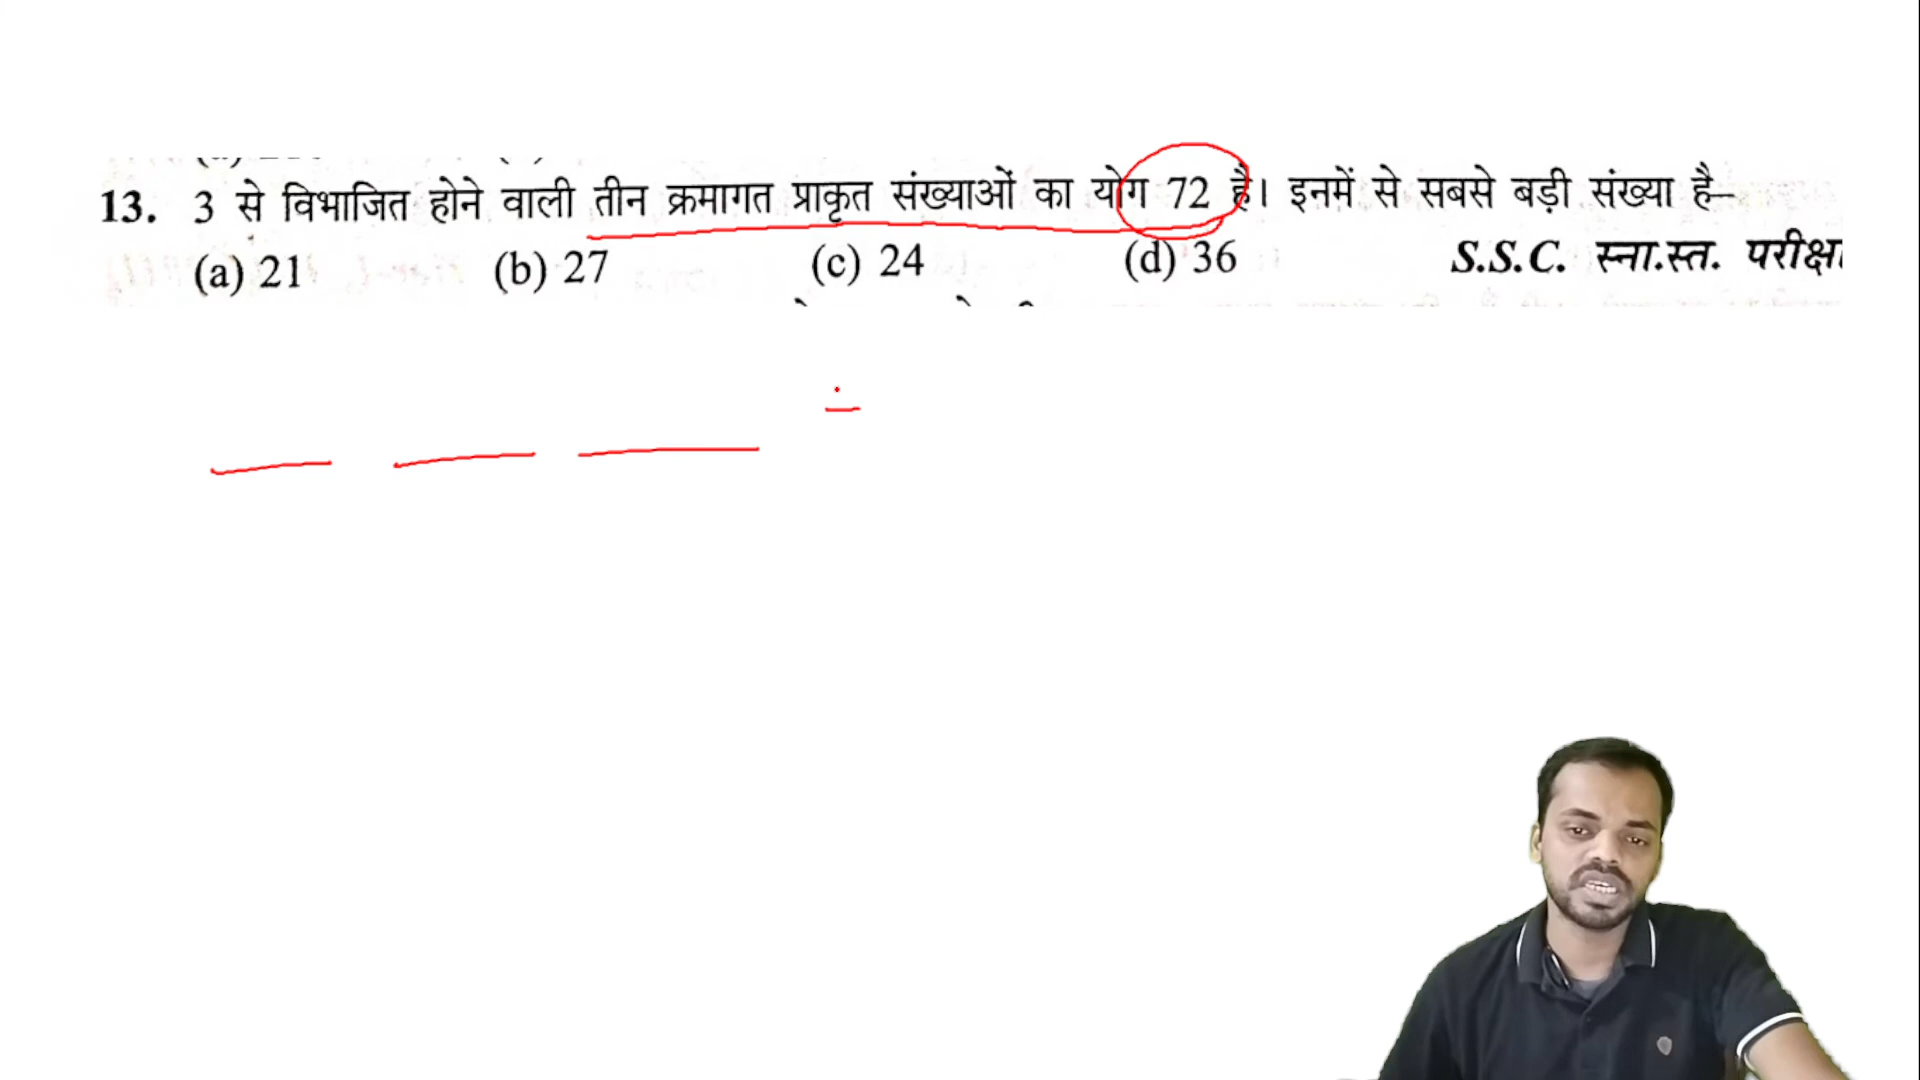 13. 3 से विभाजित होने वाली तीन क्रमागत प्राकृत संख्याओं का योग 72 है। इनमें से सबसे बड़ी संख्या है–
(a) 21 (b) 27 (c) 24 (d) 36 S.S.C. स्ना.स्त. परीक्षा